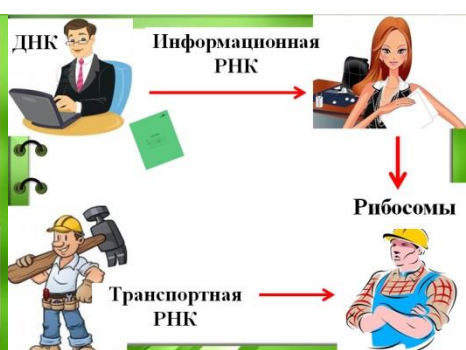 ДНК
Информационная
РНК
Рибосомы
Транспортная
РНК